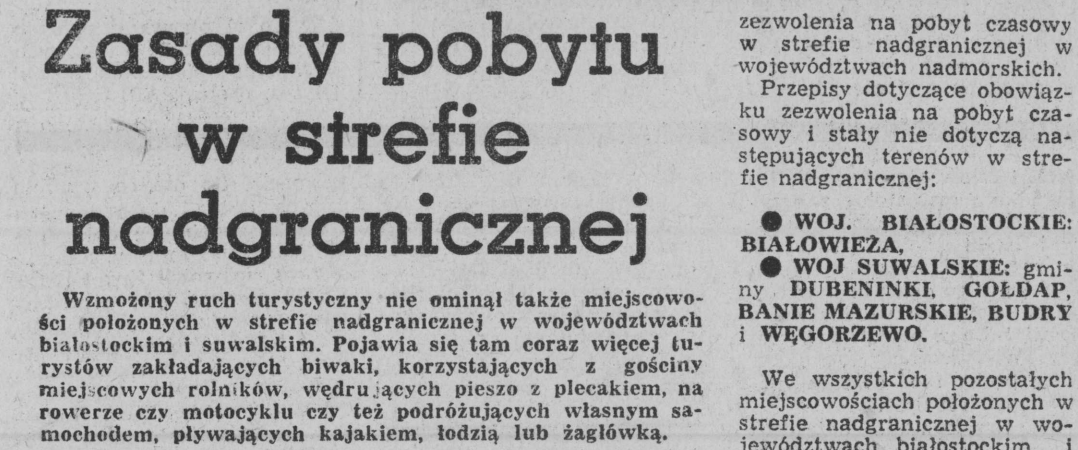 Zasady pobytu
w strefie
nadgranicznej
Wzmożony ruch turystyczny nie ominął także miejscowo-
ści położonych w strefie nadgranicznej w województwach
białostockim i suwalskim. Pojawia się tam coraz więcej tu-
rystów zakładających biwaki, korzystających z gościny
miejscowych rolników, wędrujących pieszo z plecakiem, na
rowerze czy motocyklu czy też podróżujących własnym sa-
mochodem, pływających kajakiem, łodzią lub żaglówką.
zezwolenia na pobyt czasowy
w strefie nadgranicznej w
województwach nadmorskich.
Przepisy dotyczące obowiąz-
ku zezwolenia na pobyt cza-
sowy i stały nie dotyczą na-
stępujących terenów w stre-
fie nadgranicznej:
● WOJ. BIAŁOSTOCKIE:
BIAŁOWIEŻA,
● WOJ SUWALSKIE: gmi-
ny DUBENINKI, GOŁDAP,
BANIE MAZURSKIE, BUDRY
i WĘGORZEWO.
We wszystkich pozostałych
miejscowościach położonych w
strefie nadgranicznej w wo-
jewództwach białostockim i